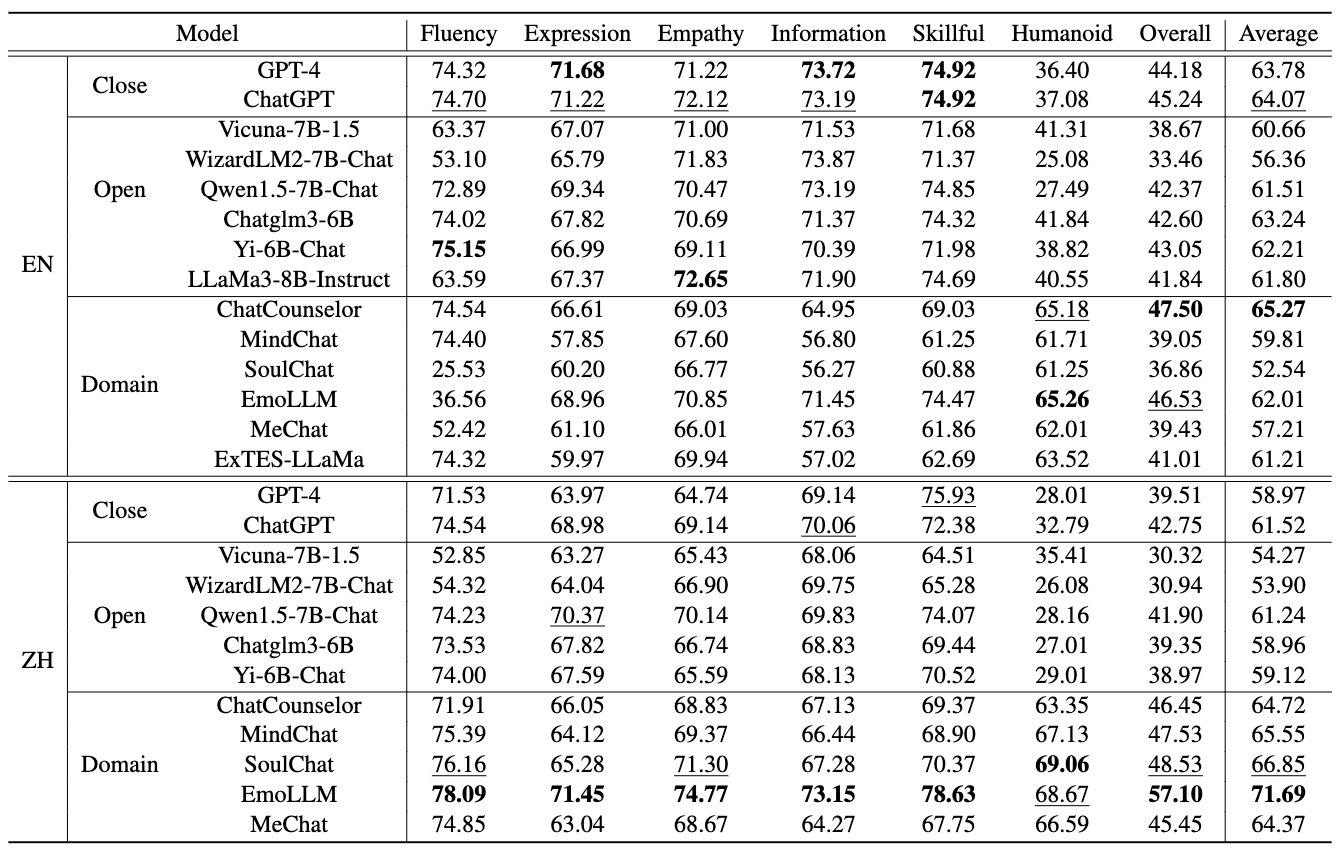 Model Fluency Expression Empathy Information Skillful Humanoid Overall Average
EN
Close
GPT-4 74.32 71.68 71.22 73.72 74.92 36.40 44.18 63.78
ChatGPT 74.70 71.22 72.12 73.19 74.92 37.08 45.24 64.07
Open
Vicuna-7B-1.5 63.37 67.07 71.00 71.53 71.68 41.31 38.67 60.66
WizardLM2-7B-Chat 53.10 65.79 71.83 73.87 71.37 25.08 33.46 56.36
Qwen1.5-7B-Chat 72.89 69.34 70.47 73.19 74.85 27.49 42.37 61.51
Chatglm3-6B 74.02 67.82 70.69 71.37 74.32 41.84 42.60 63.24
Yi-6B-Chat 75.15 66.99 69.11 70.39 71.98 38.82 43.05 62.21
LLaMa3-8B-Instruct 63.59 67.37 72.65 71.90 74.69 40.55 41.84 61.80
Domain
ChatCounselor 74.54 66.61 69.03 64.95 69.03 65.18 47.50 65.27
MindChat 74.40 57.85 67.60 56.80 61.25 61.71 39.05 59.81
SoulChat 25.53 60.20 66.77 56.27 60.88 61.25 36.86 52.54
EmoLLM 36.56 68.96 70.85 71.45 74.47 65.26 46.53 62.01
MeChat 52.42 61.10 66.01 57.63 61.86 62.01 39.43 57.21
ExTES-LLaMa 74.32 59.97 69.94 57.02 62.69 63.52 41.01 61.21
ZH
Close
GPT-4 71.53 63.97 64.74 69.14 75.93 28.01 39.51 58.97
ChatGPT 74.54 68.98 69.14 70.06 72.38 32.79 42.75 61.52
Open
Vicuna-7B-1.5 52.85 63.27 65.43 68.06 64.51 35.41 30.32 54.27
WizardLM2-7B-Chat 54.32 64.04 66.90 69.75 65.28 26.08 30.94 53.90
Qwen1.5-7B-Chat 74.23 70.37 70.14 69.83 74.07 28.16 41.90 61.24
Chatglm3-6B 73.53 67.82 66.74 68.83 69.44 27.01 39.35 58.96
Yi-6B-Chat 74.00 67.59 65.59 68.13 70.52 29.01 38.97 59.12
Domain
ChatCounselor 71.91 66.05 68.83 67.13 69.37 63.35 46.45 64.72
MindChat 75.39 64.12 69.37 66.44 68.90 67.13 47.53 65.55
SoulChat 76.16 65.28 71.30 67.28 70.37 69.06 48.53 66.85
EmoLLM 78.09 71.45 74.77 73.15 78.63 68.67 57.10 71.69
MeChat 74.85 63.04 68.67 64.27 67.75 66.59 45.45 64.37